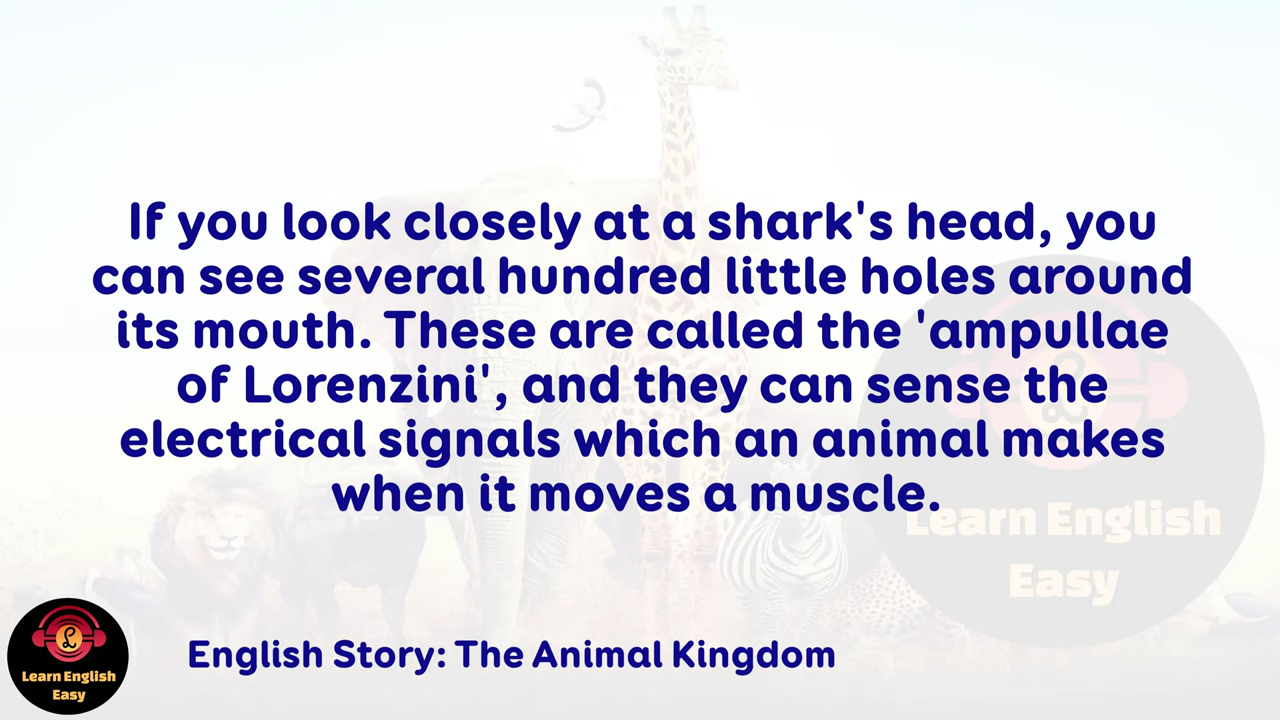 If you look closely at a shark's head, you
can see several hundred little holes around
its mouth. These are called the 'ampullae
of Lorenzini', and they can sense the
electrical signals which an animal makes
when it moves a muscle.
Learn English
Easy
English Story: The Animal Kingdom
Learn English
Easy